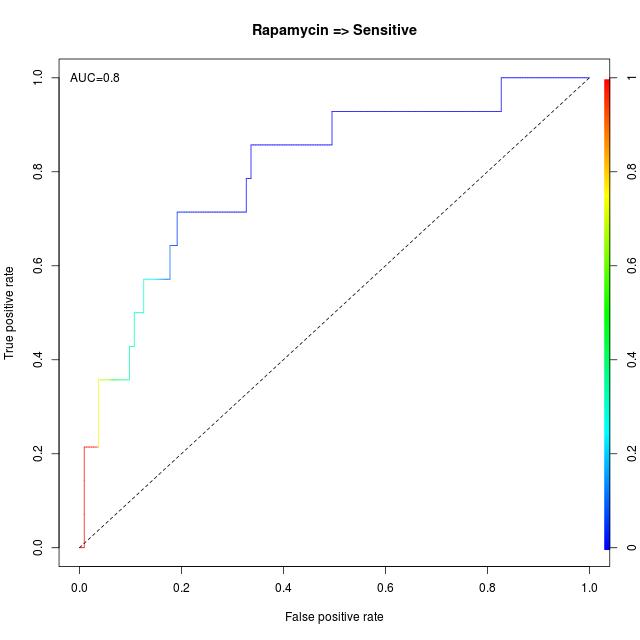 Rapamycin => Sensitive
AUC=0.8
True positive rate
1.0
0.8
0.6
0.4
0.2
0.0
0.0 0.2 0.4 0.6 0.8 1.0
False positive rate
1
0.8
0.6
0.4
0.2
0